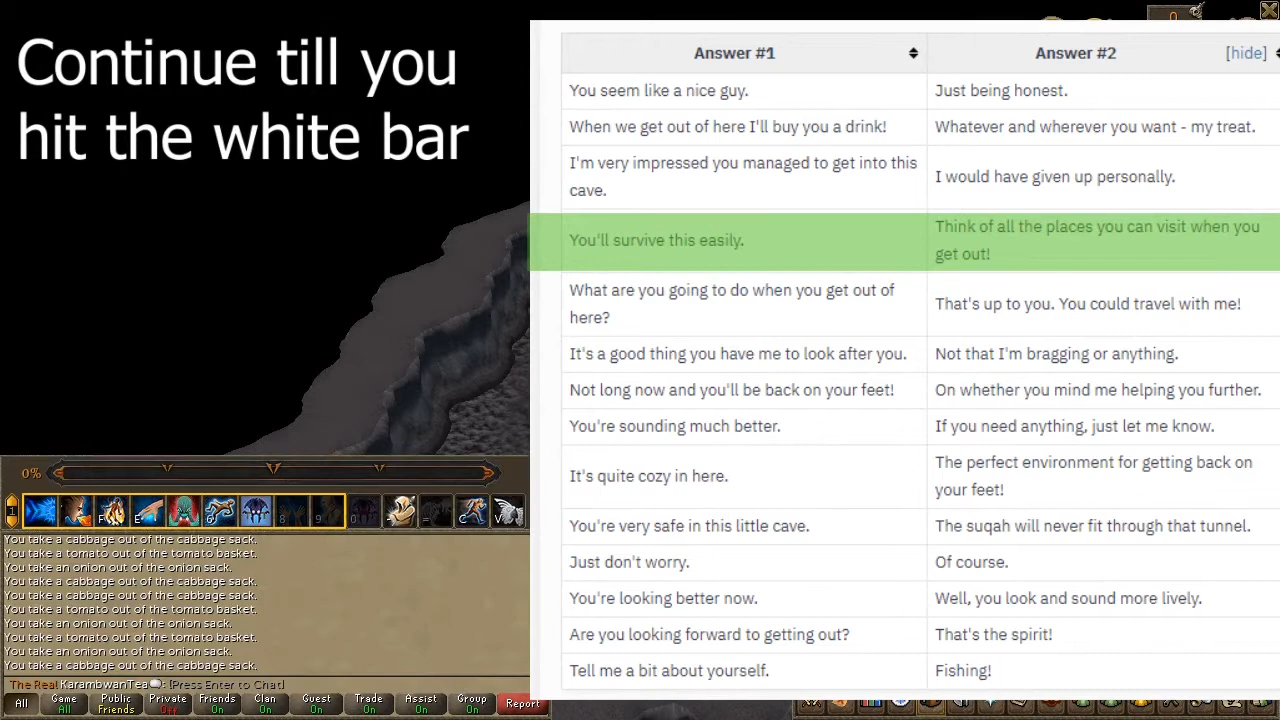 Continue till you
hit the white bar
Answer #1
Answer #2
[hide]
You seem like a nice guy.
Just being honest.
When we get out of here I'll buy you a drink!
Whatever and wherever you want - my treat.
I'm very impressed you managed to get into this
cave.
I would have given up personally.
You'll survive this easily.
Think of all the places you can visit when you
get out!
What are you going to do when you get out of
here?
That's up to you. You could travel with me!
It's a good thing you have me to look after you.
Not that I'm bragging or anything.
Not long now and you'll be back on your feet!
On whether you mind me helping you further.
You're sounding much better.
If you need anything, just let me know.
It's quite cozy in here.
The perfect environment for getting back on
your feet!
You're very safe in this little cave.
The suqah will never fit through that tunnel.
Just don't worry.
Of course.
You're looking better now.
Well, you look and sound more lively.
Are you looking forward to getting out?
That's the spirit!
Tell me a bit about yourself.
Fishing!
0%
1
F E 6 8 9 0 = C V
You take a cabbage out of the cabbage sack.
You take a tomato out of the tomato basket.
You take an onion out of the onion sack.
You take a cabbage out of the cabbage sack.
You take a cabbage out of the cabbage sack.
You take a tomato out of the tomato basket.
You take an onion out of the onion sack.
You take a tomato out of the tomato basket.
You take an onion out of the onion sack.
You take a cabbage out of the cabbage sack.
The Real KarambwanTea: [Press Enter to Chat]
All Game Public Private Friends Clan Guest Trade Assist Group Report
All Friends Off On On On On On On